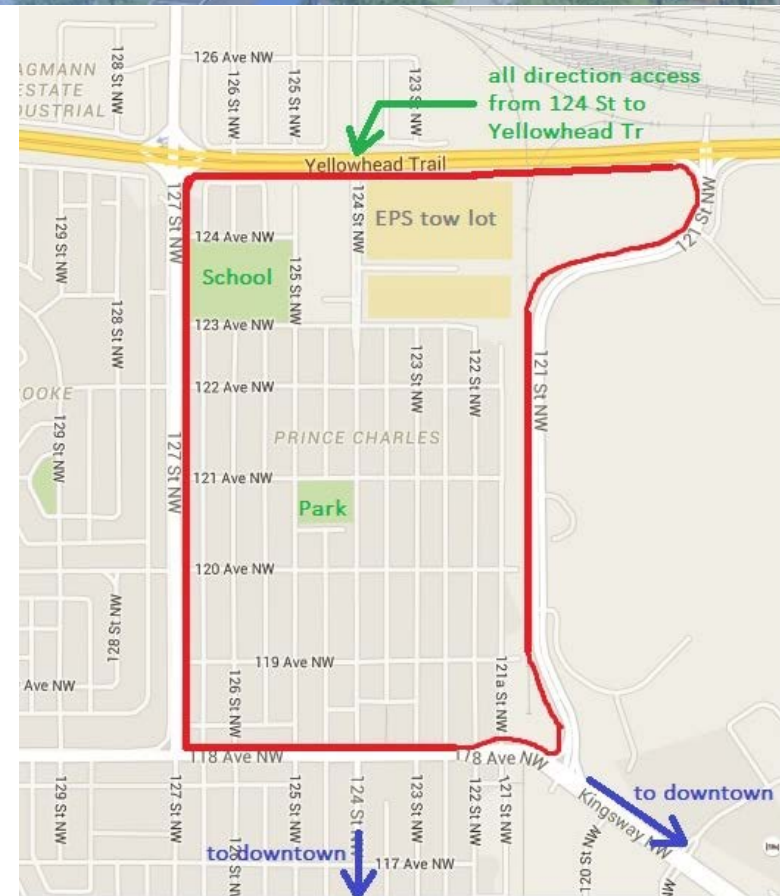 126 Ave NW
128 St NW
126 St NW
125 St NW
123 St NW
AGMANN
ESTATE
DUSTRIAL
all direction access
from 124 St to
Yellowhead Tr
Yellowhead Trail
127 St NW
124 St NW
EPS tow lot
121 St NW
129 St NW
124 Ave NW
School
125 St NW
128 St NW
123 Ave NW
121 St NW
123 St NW
122 St NW
122 Ave NW
OOKE
129 St NW
PRINCE CHARLES
127 St NW
121 Ave NW
Park
120 Ave NW
128 St NW
119 Ave NW
126 St NW
121a St NW
Ave NW
118 Ave NW
118 Ave NW
129 St NW
127 St NW
125 St NW
124 St NW
122 St NW
121 St NW
Kingsway NW
to downtown
120 St NW
126 St NW
to downtown
117 Ave NW